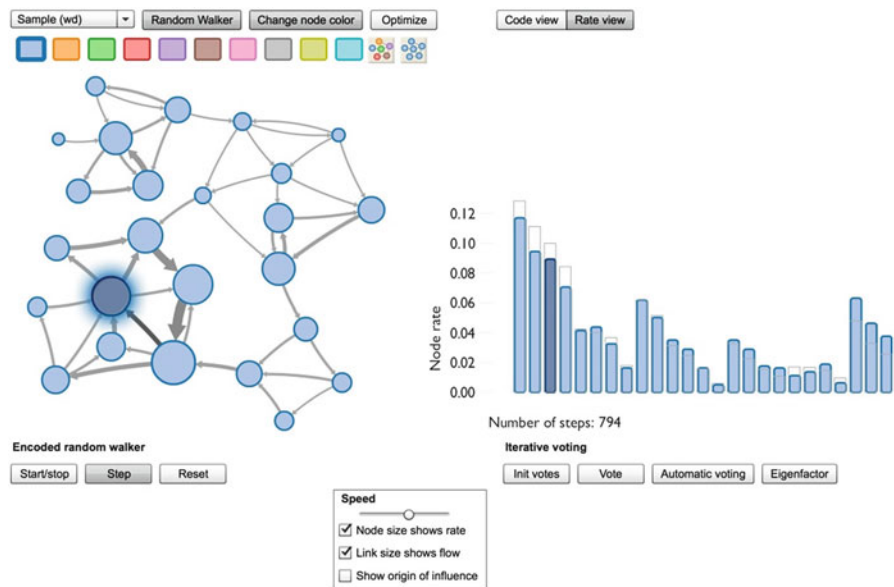 Sample (wd) Random Walker Change node color Optimize Code view Rate view
0.12
0.10
0.08
0.06
0.04
0.02
0.00
Node rate
Number of steps: 794
Encoded random walker
Start/stop Step Reset
Iterative voting
Init votes Vote Automatic voting Eigenfactor
Speed
Node size shows rate
Link size shows flow
Show origin of influence